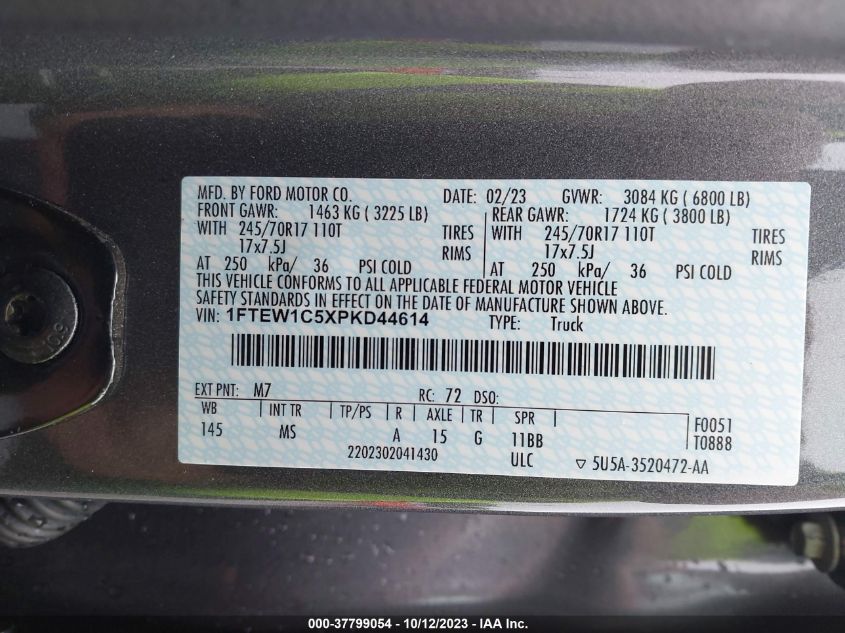 MFD. BY FORD MOTOR CO. DATE: 02/23 GVWR: 3084 KG ( 6800 LB)
FRONT GAWR: 1463 KG ( 3225 LB) REAR GAWR: 1724 KG ( 3800 LB)
WITH 245/70R17 110T TIRES WITH 245/70R17 110T TIRES
17x7.5J RIMS 17x7.5J RIMS
AT 250 kPa/ 36 PSI COLD AT 250 kPa/ 36 PSI COLD
THIS VEHICLE CONFORMS TO ALL APPLICABLE FEDERAL MOTOR VEHICLE
SAFETY STANDARDS IN EFFECT ON THE DATE OF MANUFACTURE SHOWN ABOVE.
VIN: 1FTEW1C5XPKD44614 TYPE: Truck
EXT PNT: M7 RC: 72 DSO:
WB INT TR TP/PS R AXLE TR SPR F0051
145 MS A 15 G 11BB T0888
2202302041430 ULC ▽ 5U5A-3520472-AA
000-37799054 - 10/12/2023 - IAA Inc.